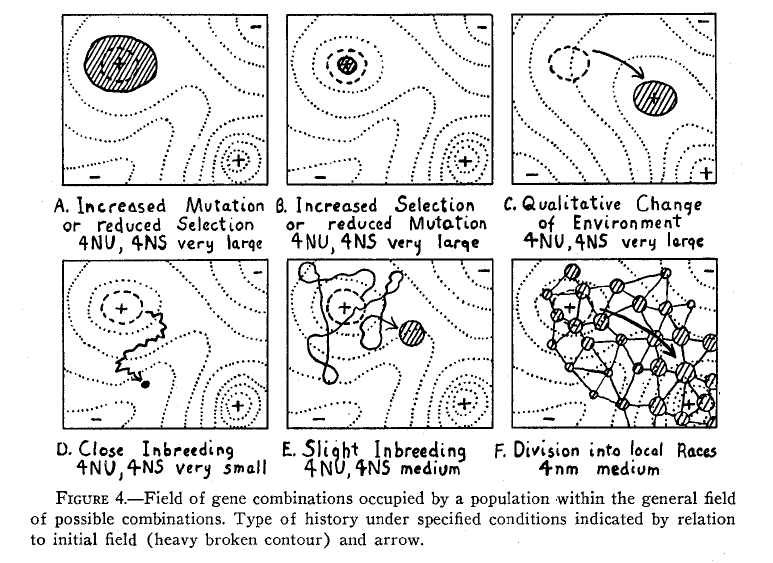 A. Increased Mutation
or reduced Selection
4NU, 4NS very large
B. Increased Selection
or reduced Mutation
4NU, 4NS very large
C. Qualitative Change
of Environment
4NU, 4NS very large
D. Close Inbreeding
4NU, 4NS very small
E. Slight Inbreeding
4NU, 4NS medium
F. Division into local Races
4nm medium
FIGURE 4.—Field of gene combinations occupied by a population within the general field
of possible combinations. Type of history under specified conditions indicated by relation
to initial field (heavy broken contour) and arrow.